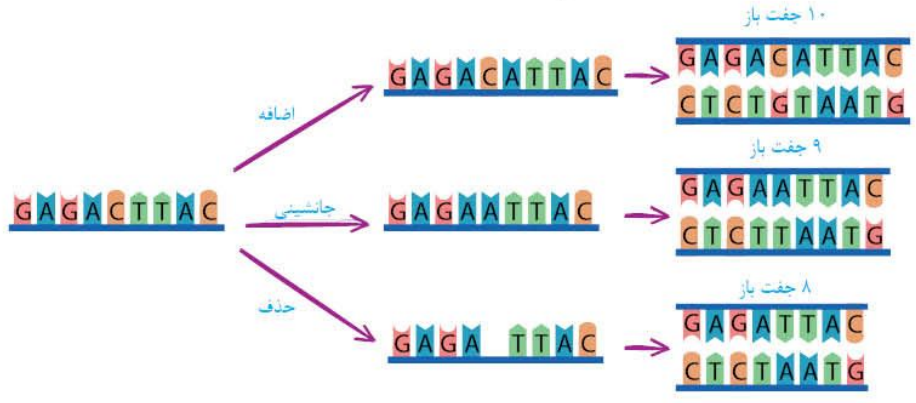 ۱۰ جفت باز
GAGACATTAC
GAGACATTAC
CTCTGTAATG
اضافه
۹ جفت باز
GAGACTTAC
جانشینی
GAGAATTAC
GAGAATTAC
CTCTTAATG
۸ جفت باز
حذف
GAGA TTAC
GAGATTAC
CTCTAATG